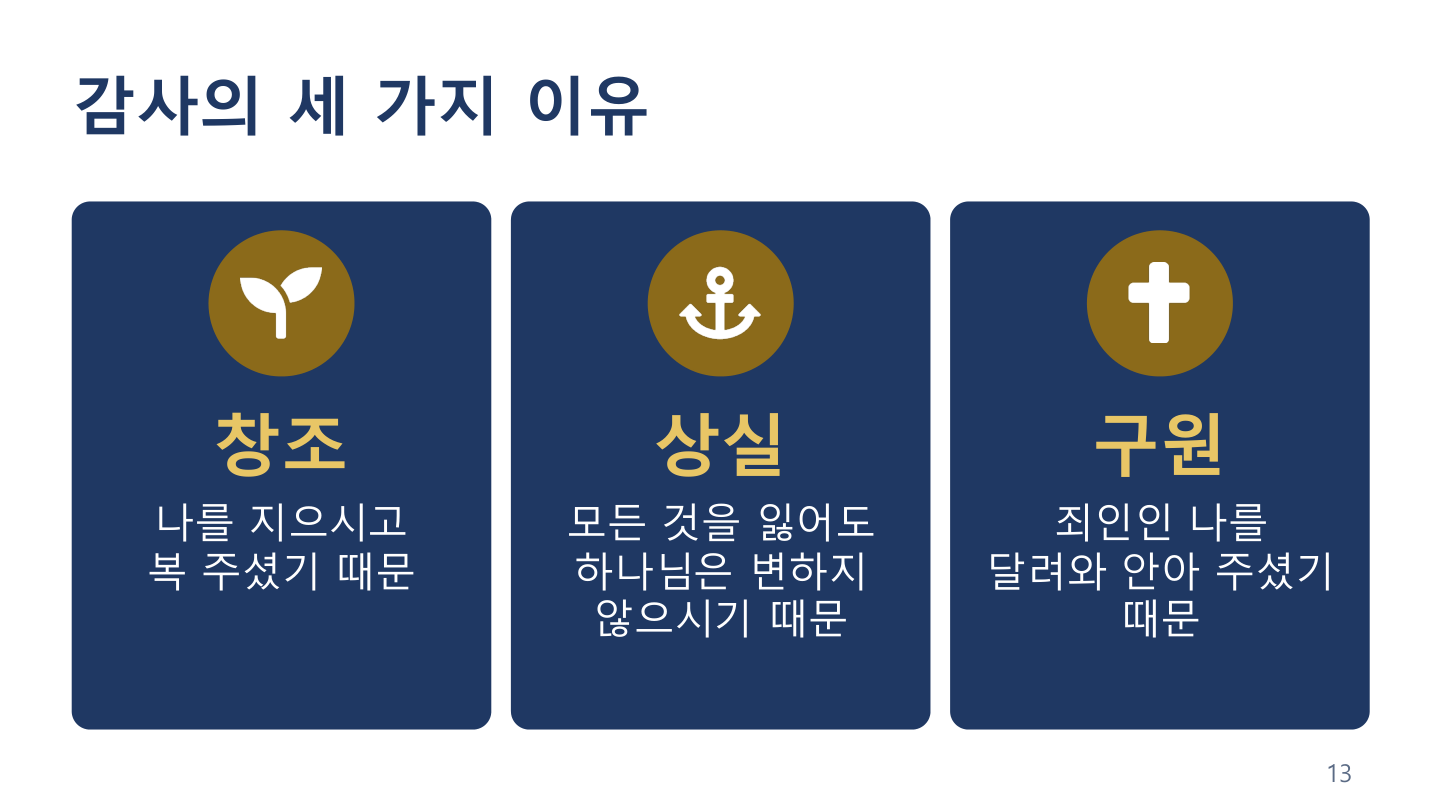 감사의 세 가지 이유
창조
나를 지으시고
복 주셨기 때문
상실
모든 것을 잃어도
하나님은 변하지
않으시기 때문
구원
죄인인 나를
달려와 안아 주셨기
때문
13